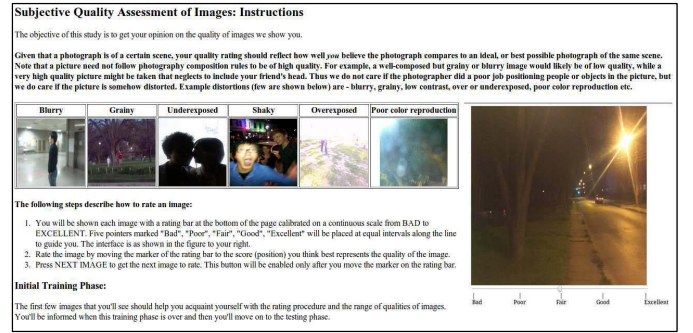 Subjective Quality Assessment of Images: Instructions
The objective of this study is to get your opinion on the quality of images we show you.
Given that a photograph is of a certain scene, your quality rating should reflect how well you believe the photograph compares to an ideal, or best possible photograph of the same scene.
Note that a picture need not follow photography composition rules to be of high quality. For example, a well-composed but grainy or blurry image would likely be of low quality, while a
very high quality picture might be taken that neglects to include your friend's head. Thus we do not care if the photographer did a poor job positioning people or objects in the picture, but
we do care if the picture is somehow distorted. Example distortions (few are shown below) are - blurry, grainy, low contrast, over or underexposed, poor color reproduction etc.
Blurry Grainy Underexposed Shaky Overexposed Poor color reproduction
The following steps describe how to rate an image:
1. You will be shown each image with a rating bar at the bottom of the page calibrated on a continuous scale from BAD to
EXCELLENT. Five pointers marked "Bad", "Poor", "Fair", "Good", "Excellent" will be placed at equal intervals along the line
to guide you. The interface is as shown in the figure to your right.
2. Rate the image by moving the marker of the rating bar to the score (position) you think best represents the quality of the image.
3. Press NEXT IMAGE to get the next image to rate. This button will be enabled only after you move the marker on the rating bar.
Initial Training Phase:
The first few images that you'll see should help you acquaint yourself with the rating procedure and the range of qualities of images.
You'll be informed when this training phase is over and then you'll move on to the testing phase.
Bad Poor Fair Good Excellent